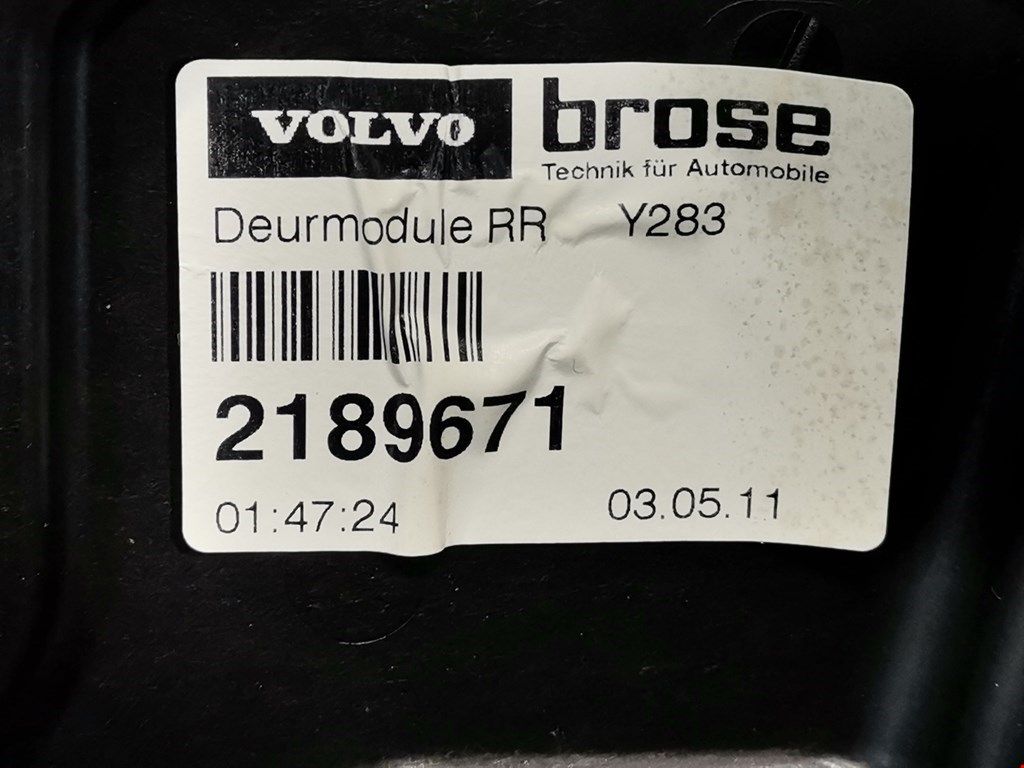 VOLVO brose
Technik für Automobile
Deurmodule RR Y283
2189671
01:47:24 03.05.11